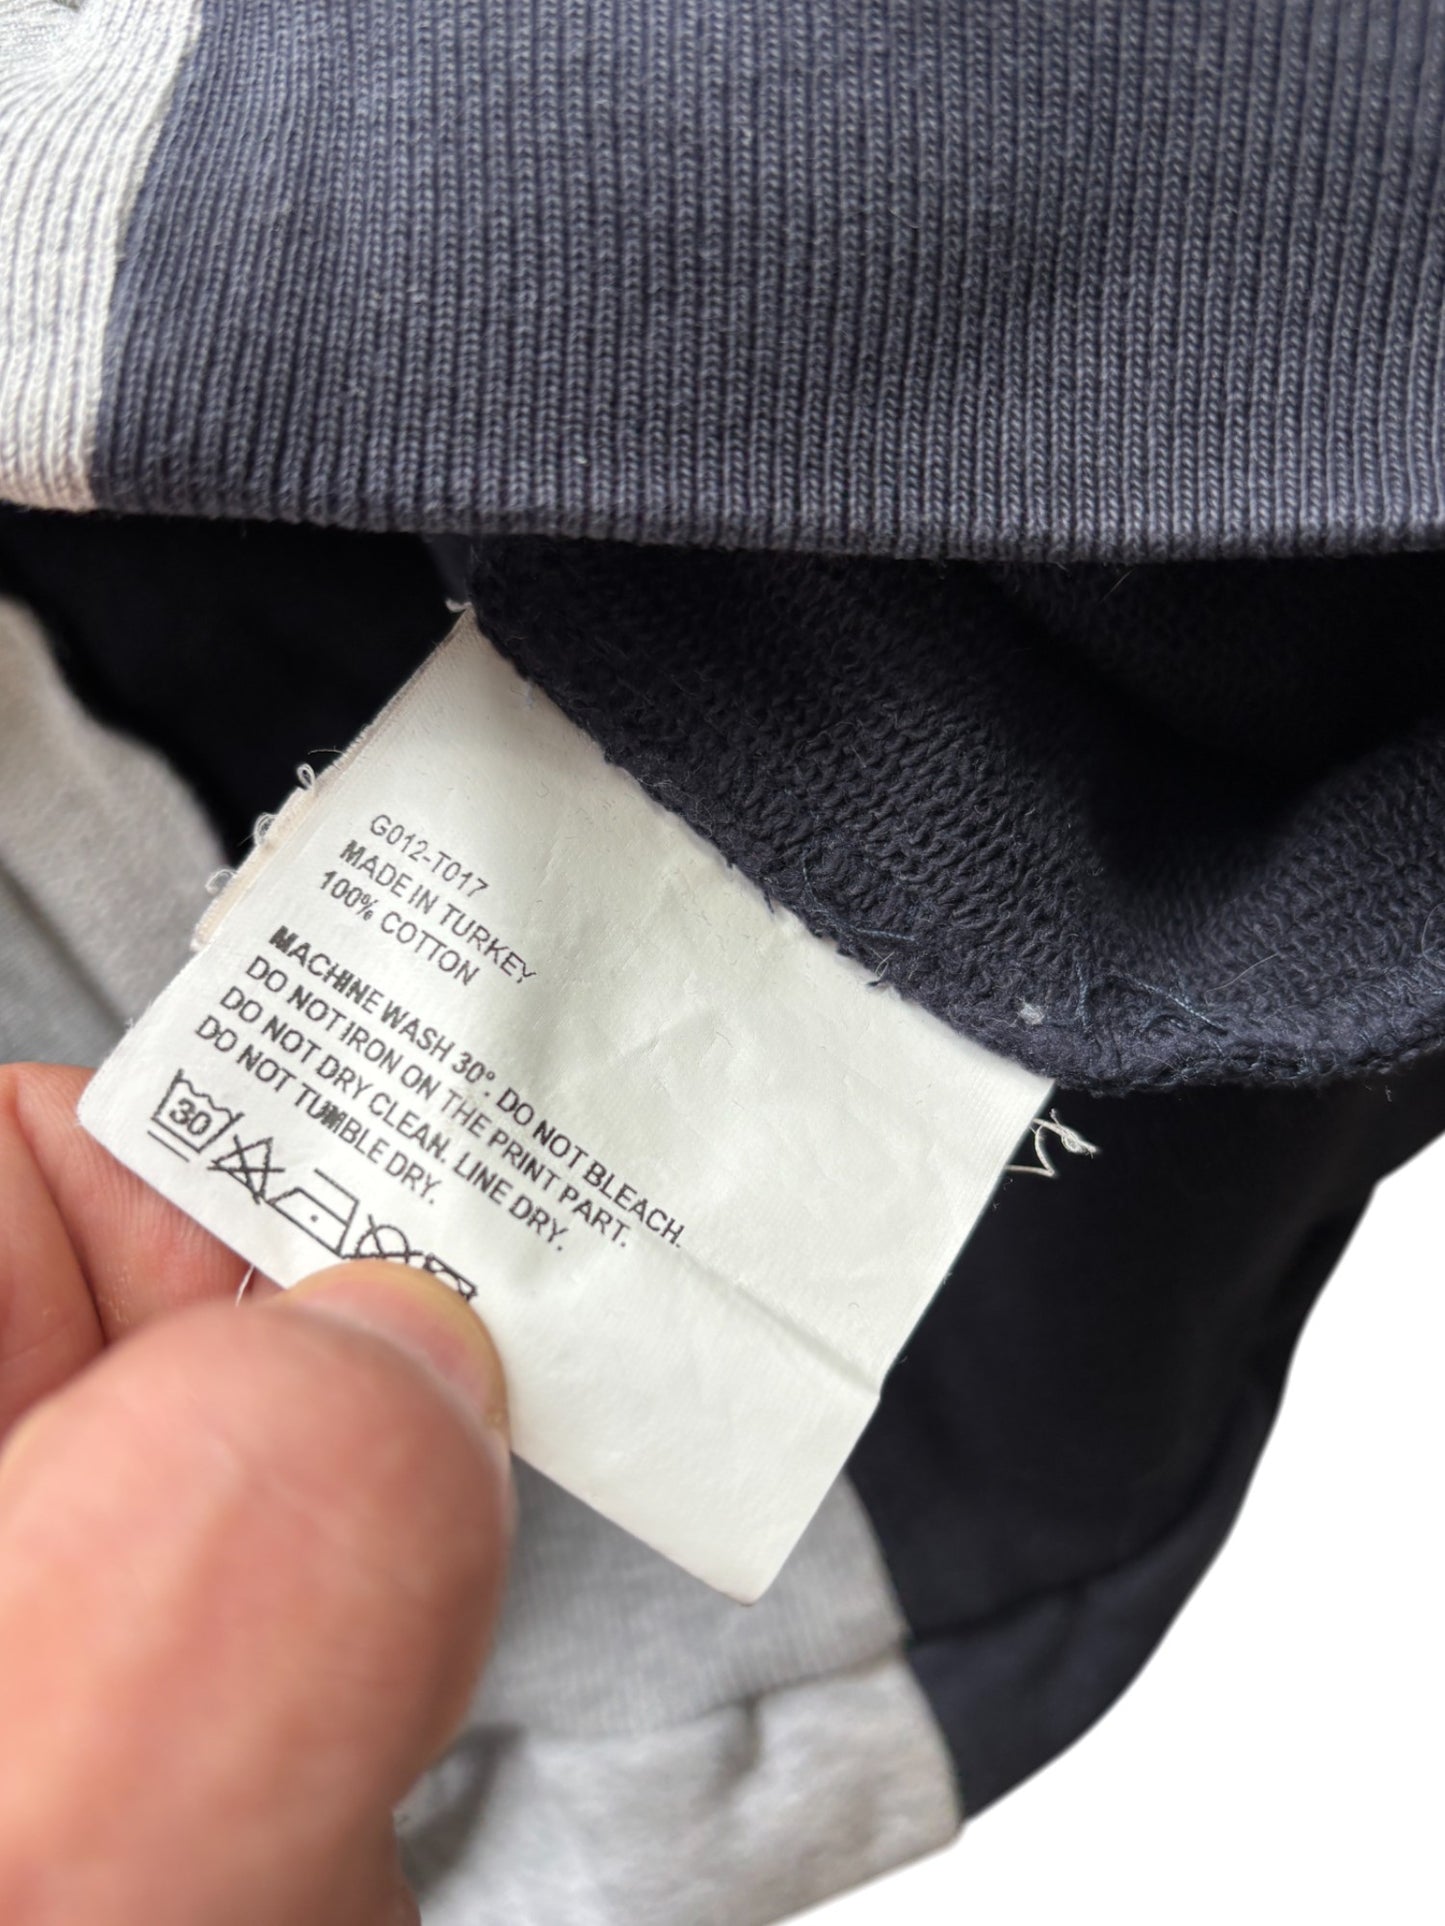 G012-T017
MADE IN TURKEY
100% COTTON
MACHINE WASH 30°. DO NOT BLEACH.
DO NOT IRON ON THE PRINT PART.
DO NOT DRY CLEAN. LINE DRY.
DO NOT TUMBLE DRY.
30